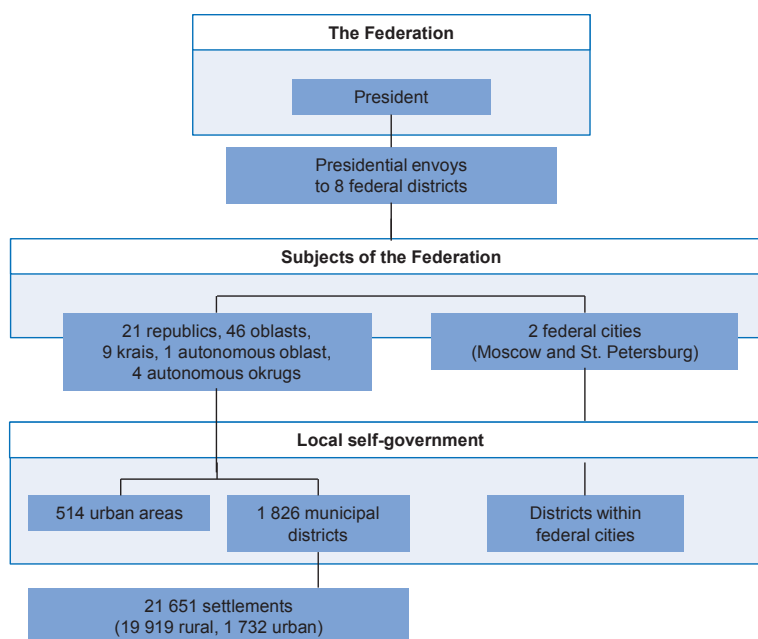 The Federation
President
Presidential envoys
to 8 federal districts
Subjects of the Federation
21 republics, 46 oblasts,
9 krais, 1 autonomous oblast,
4 autonomous okrugs
2 federal cities
(Moscow and St. Petersburg)
Local self-government
514 urban areas
1 826 municipal
districts
Districts within
federal cities
21 651 settlements
(19 919 rural, 1 732 urban)